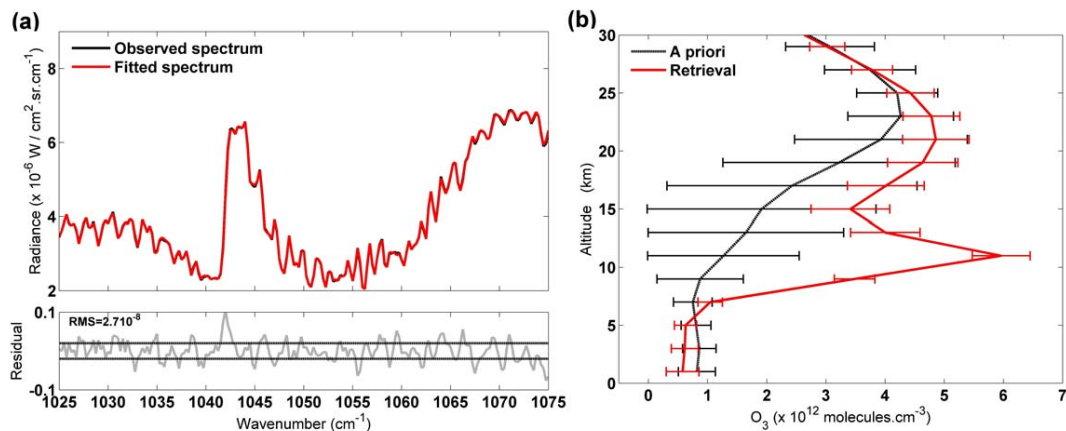 (a)
Observed spectrum
Fitted spectrum
Radiance (x 10⁻⁶ W / cm².sr.cm⁻¹)
8
6
4
2
0.1
RMS=2.710⁻⁸
Residual
-0.1
1025 1030 1035 1040 1045 1050 1055 1060 1065 1070 1075
Wavenumber (cm⁻¹)
(b)
A priori
Retrieval
Altitude (km)
30
25
20
15
10
5
0
0 1 2 3 4 5 6 7
O₃ (x 10¹² molecules.cm⁻³)